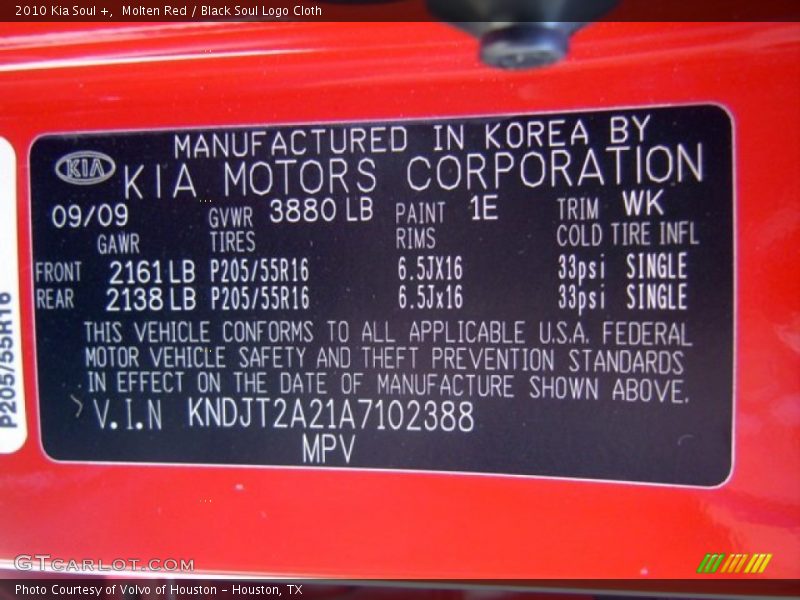 2010 Kia Soul +, Molten Red / Black Soul Logo Cloth
MANUFACTURED IN KOREA BY
KIA KIA MOTORS CORPORATION
09/09 GVWR 3880 LB PAINT 1E TRIM WK
GAWR TIRES RIMS COLD TIRE INFL
FRONT 2161 LB P205/55R16 6.5JX16 33psi SINGLE
REAR 2138 LB P205/55R16 6.5Jx16 33psi SINGLE
THIS VEHICLE CONFORMS TO ALL APPLICABLE U.S.A. FEDERAL
MOTOR VEHICLE SAFETY AND THEFT PREVENTION STANDARDS
IN EFFECT ON THE DATE OF MANUFACTURE SHOWN ABOVE.
V.I.N KNDJT2A21A7102388
MPV
P205/55R16
GTCARLOT.COM
Photo Courtesy of Volvo of Houston - Houston, TX